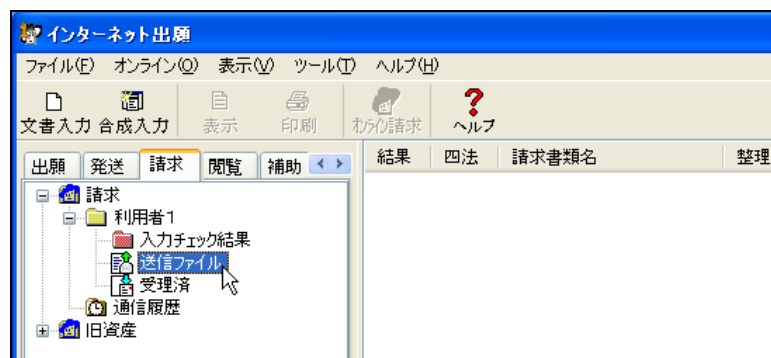 インターネット出願
ファイル(F) オンライン(O) 表示(V) ツール(T) ヘルプ(H)
文書入力 合成入力 表示 印刷 オンライン請求 ヘルプ
出願 発送 請求 閲覧 補助
結果 四法 請求書類名 整理
請求
利用者1
入力チェック結果
送信ファイル
受理済
通信履歴
旧資産